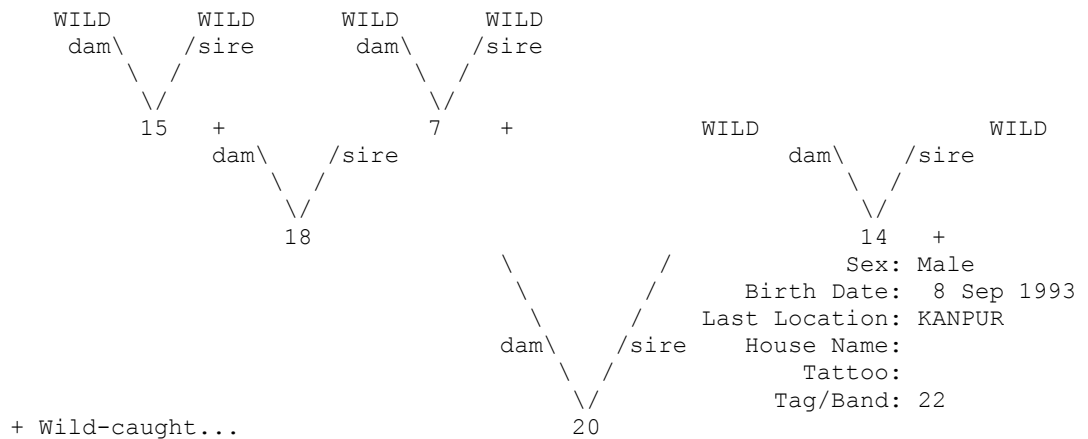 WILD WILD WILD WILD
dam\ /sire dam\ /sire
\ / \ /
\/ \/
15 + 7 + WILD WILD
dam\ /sire dam\ /sire
\ / \ /
\/ \/
18 14 +
\ / Sex: Male
\ / Birth Date: 8 Sep 1993
\ / Last Location: KANPUR
dam\ /sire House Name:
\ / Tattoo:
\/ Tag/Band: 22
+ Wild-caught... 20